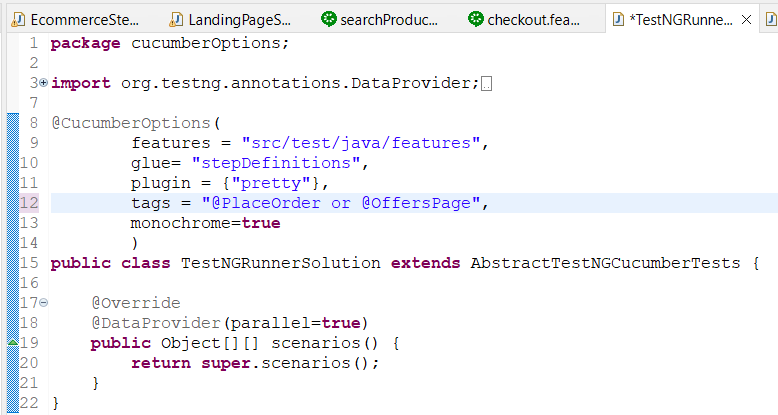 EcommerceSte... LandingPageS... searchProduc... checkout.fea... *TestNGRunner...
1 package cucumberOptions;
2
3 import org.testng.annotations.DataProvider;
7
8 @CucumberOptions(
9 features = "src/test/java/features",
10 glue= "stepDefinitions",
11 plugin = {"pretty"},
12 tags = "@PlaceOrder or @OffersPage",
13 monochrome=true
14 )
15 public class TestNGRunnerSolution extends AbstractTestNGCucumberTests {
16
17 @Override
18 @DataProvider(parallel=true)
19 public Object[][] scenarios() {
20 return super.scenarios();
21 }
22 }